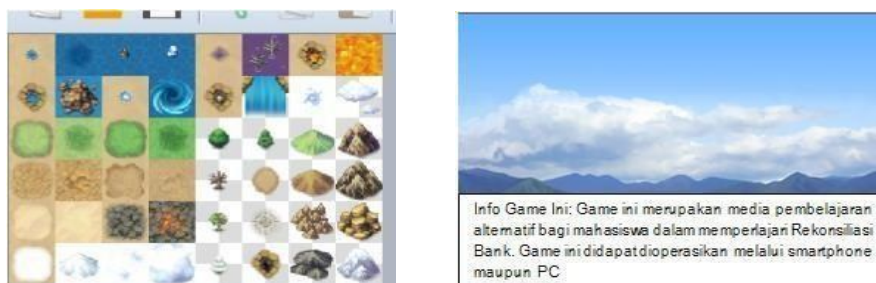 Info Game Ini: Game ini merupakan media pembelajaran
alternatif bagi mahasiswa dalam memperlajari Rekonsiliasi
Bank. Game ini didapat dioperasikan melalui smartphone
maupun PC